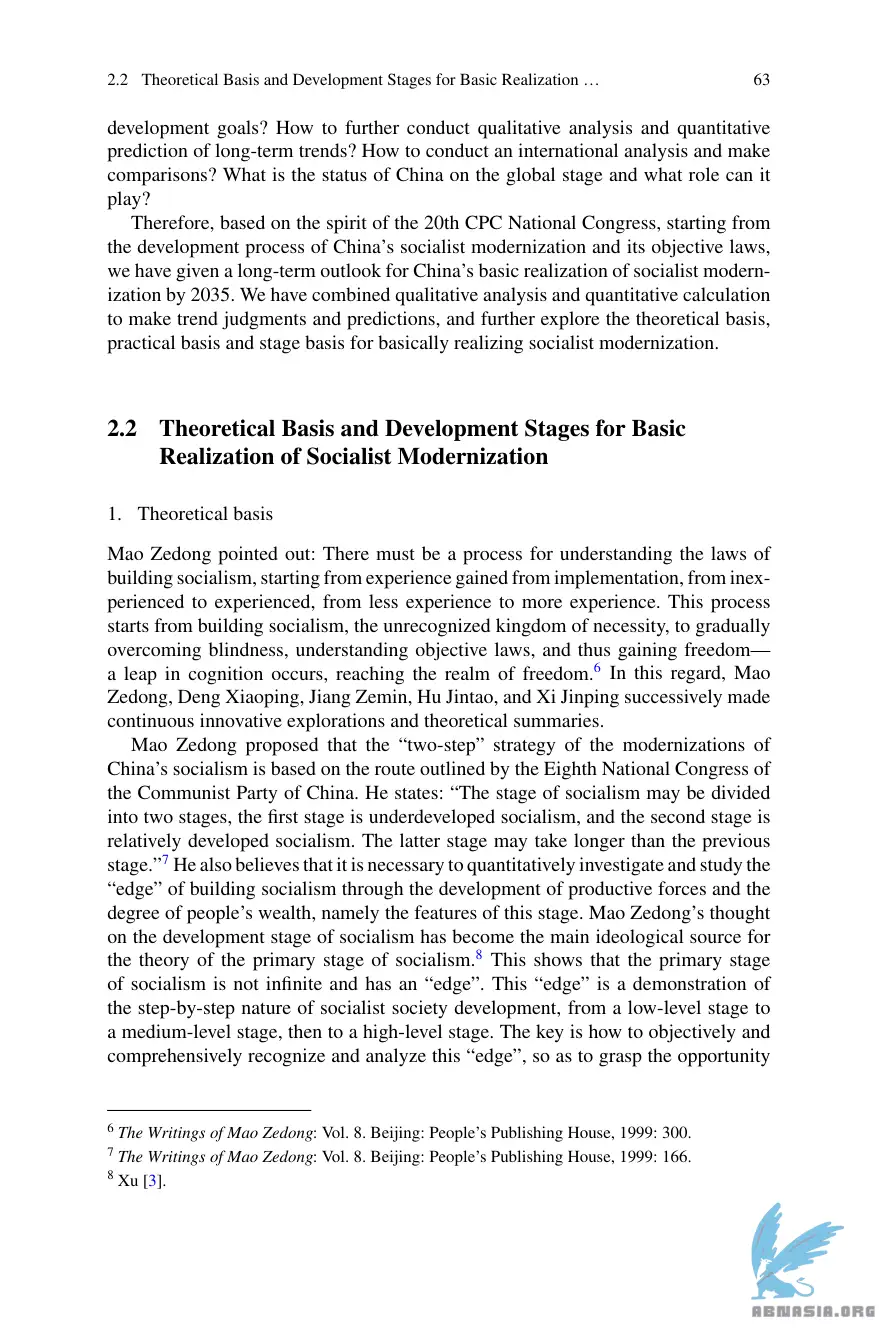 2.2 Theoretical Basis and Development Stages for Basic Realization … 63
development goals? How to further conduct qualitative analysis and quantitative
prediction of long-term trends? How to conduct an international analysis and make
comparisons? What is the status of China on the global stage and what role can it
play?
Therefore, based on the spirit of the 20th CPC National Congress, starting from
the development process of China’s socialist modernization and its objective laws,
we have given a long-term outlook for China’s basic realization of socialist modern-
ization by 2035. We have combined qualitative analysis and quantitative calculation
to make trend judgments and predictions, and further explore the theoretical basis,
practical basis and stage basis for basically realizing socialist modernization.
2.2 Theoretical Basis and Development Stages for Basic
Realization of Socialist Modernization
1. Theoretical basis
Mao Zedong pointed out: There must be a process for understanding the laws of
building socialism, starting from experience gained from implementation, from inex-
perienced to experienced, from less experience to more experience. This process
starts from building socialism, the unrecognized kingdom of necessity, to gradually
overcoming blindness, understanding objective laws, and thus gaining freedom—
a leap in cognition occurs, reaching the realm of freedom.6 In this regard, Mao
Zedong, Deng Xiaoping, Jiang Zemin, Hu Jintao, and Xi Jinping successively made
continuous innovative explorations and theoretical summaries.
Mao Zedong proposed that the “two-step” strategy of the modernizations of
China’s socialism is based on the route outlined by the Eighth National Congress of
the Communist Party of China. He states: “The stage of socialism may be divided
into two stages, the first stage is underdeveloped socialism, and the second stage is
relatively developed socialism. The latter stage may take longer than the previous
stage.”7 He also believes that it is necessary to quantitatively investigate and study the
“edge” of building socialism through the development of productive forces and the
degree of people’s wealth, namely the features of this stage. Mao Zedong’s thought
on the development stage of socialism has become the main ideological source for
the theory of the primary stage of socialism.8 This shows that the primary stage
of socialism is not infinite and has an “edge”. This “edge” is a demonstration of
the step-by-step nature of socialist society development, from a low-level stage to
a medium-level stage, then to a high-level stage. The key is how to objectively and
comprehensively recognize and analyze this “edge”, so as to grasp the opportunity
6 The Writings of Mao Zedong: Vol. 8. Beijing: People’s Publishing House, 1999: 300.
7 The Writings of Mao Zedong: Vol. 8. Beijing: People’s Publishing House, 1999: 166.
8 Xu [3].
ABNASIA.ORG